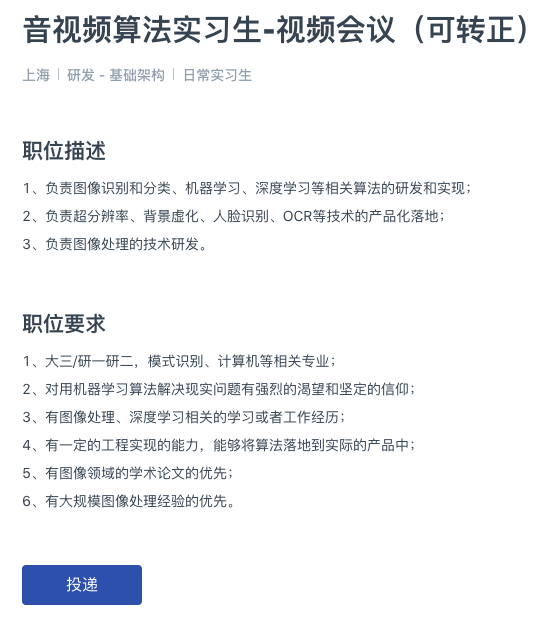 音视频算法实习生-视频会议（可转正）
上海 | 研发 - 基础架构 | 日常实习生
职位描述
1、负责图像识别和分类、机器学习、深度学习等相关算法的研发和实现；
2、负责超分辨率、背景虚化、人脸识别、OCR等技术的产品化落地；
3、负责图像处理的技术研发。
职位要求
1、大三/研一研二，模式识别、计算机等相关专业；
2、对用机器学习算法解决现实问题有强烈的渴望和坚定的信仰；
3、有图像处理、深度学习相关的学习或者工作经历；
4、有一定的工程实现的能力，能够将算法落地到实际的产品中；
5、有图像领域的学术论文的优先；
6、有大规模图像处理经验的优先。
投递